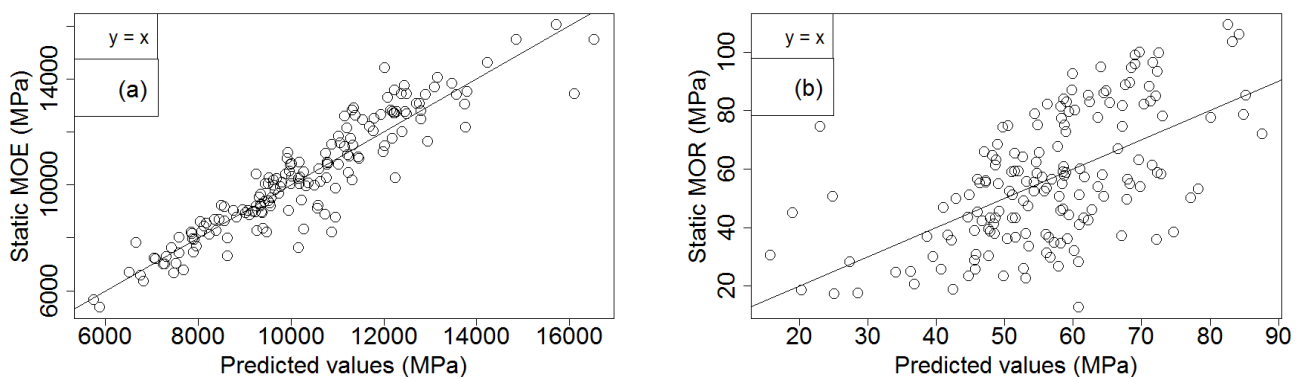 y = x
(a)
Static MOE (MPa)
6000
10000
14000
6000 8000 10000 12000 14000 16000
Predicted values (MPa)
y = x
(b)
Static MOR (MPa)
20 40 60 80 100
20 30 40 50 60 70 80 90
Predicted values (MPa)